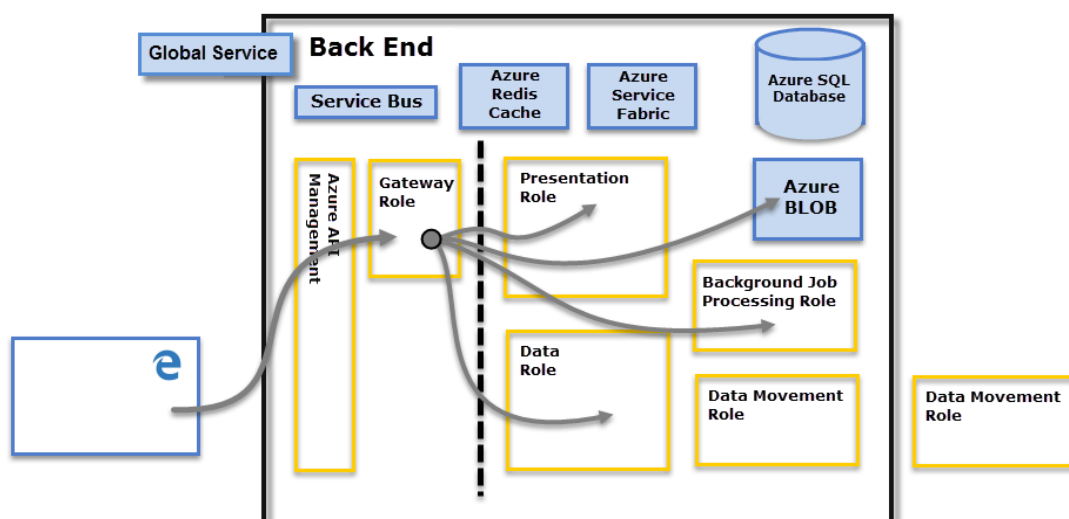 Global Service
Back End
Service Bus
Azure
Redis
Cache
Azure
Service
Fabric
Azure SQL
Database
Azure API
Management
Gateway
Role
Presentation
Role
Azure
BLOB
Background Job
Processing Role
Data
Role
Data Movement
Role
Data Movement
Role